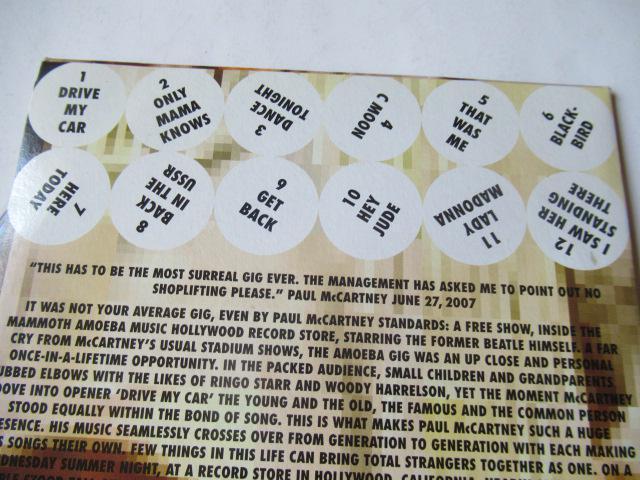 1
DRIVE
MY
CAR
2
ONLY
MAMA
KNOWS
3
DANCE
TONIGHT
4
C MOON
5
THAT
WAS
ME
6
BLACK-
BIRD
7
HERE
TODAY
8
BACK
IN THE
USSR
9
GET
BACK
10
HEY
JUDE
11
LADY
MADONNA
12
I SAW HER
STANDING
THERE
"THIS HAS TO BE THE MOST SURREAL GIG EVER. THE MANAGEMENT HAS ASKED ME TO POINT OUT NO
SHOPLIFTING PLEASE." PAUL McCARTNEY JUNE 27, 2007
IT WAS NOT YOUR AVERAGE GIG, EVEN BY PAUL McCARTNEY STANDARDS: A FREE SHOW, INSIDE THE
MAMMOTH AMOEBA MUSIC HOLLYWOOD RECORD STORE, STARRING THE FORMER BEATLE HIMSELF. A FAR
CRY FROM McCARTNEY'S USUAL STADIUM SHOWS, THE AMOEBA GIG WAS AN UP CLOSE AND PERSONAL
ONCE-IN-A-LIFETIME OPPORTUNITY. IN THE PACKED AUDIENCE, SMALL CHILDREN AND GRANDPARENTS
UBBED ELBOWS WITH THE LIKES OF RINGO STARR AND WOODY HARRELSON, YET THE MOMENT McCARTNEY
OVE INTO OPENER 'DRIVE MY CAR' THE YOUNG AND THE OLD, THE FAMOUS AND THE COMMON PERSON
STOOD EQUALLY WITHIN THE BOND OF SONG. THIS IS WHAT MAKES PAUL McCARTNEY SUCH A HUGE
ESENCE. HIS MUSIC SEAMLESSLY CROSSES OVER FROM GENERATION TO GENERATION WITH EACH MAKING
S SONGS THEIR OWN. FEW THINGS IN THIS LIFE CAN BRING TOTAL STRANGERS TOGETHER AS ONE. ON A
DNESDAY SUMMER NIGHT, AT A RECORD STORE IN HOLLYWOOD, CALIFORNIA,